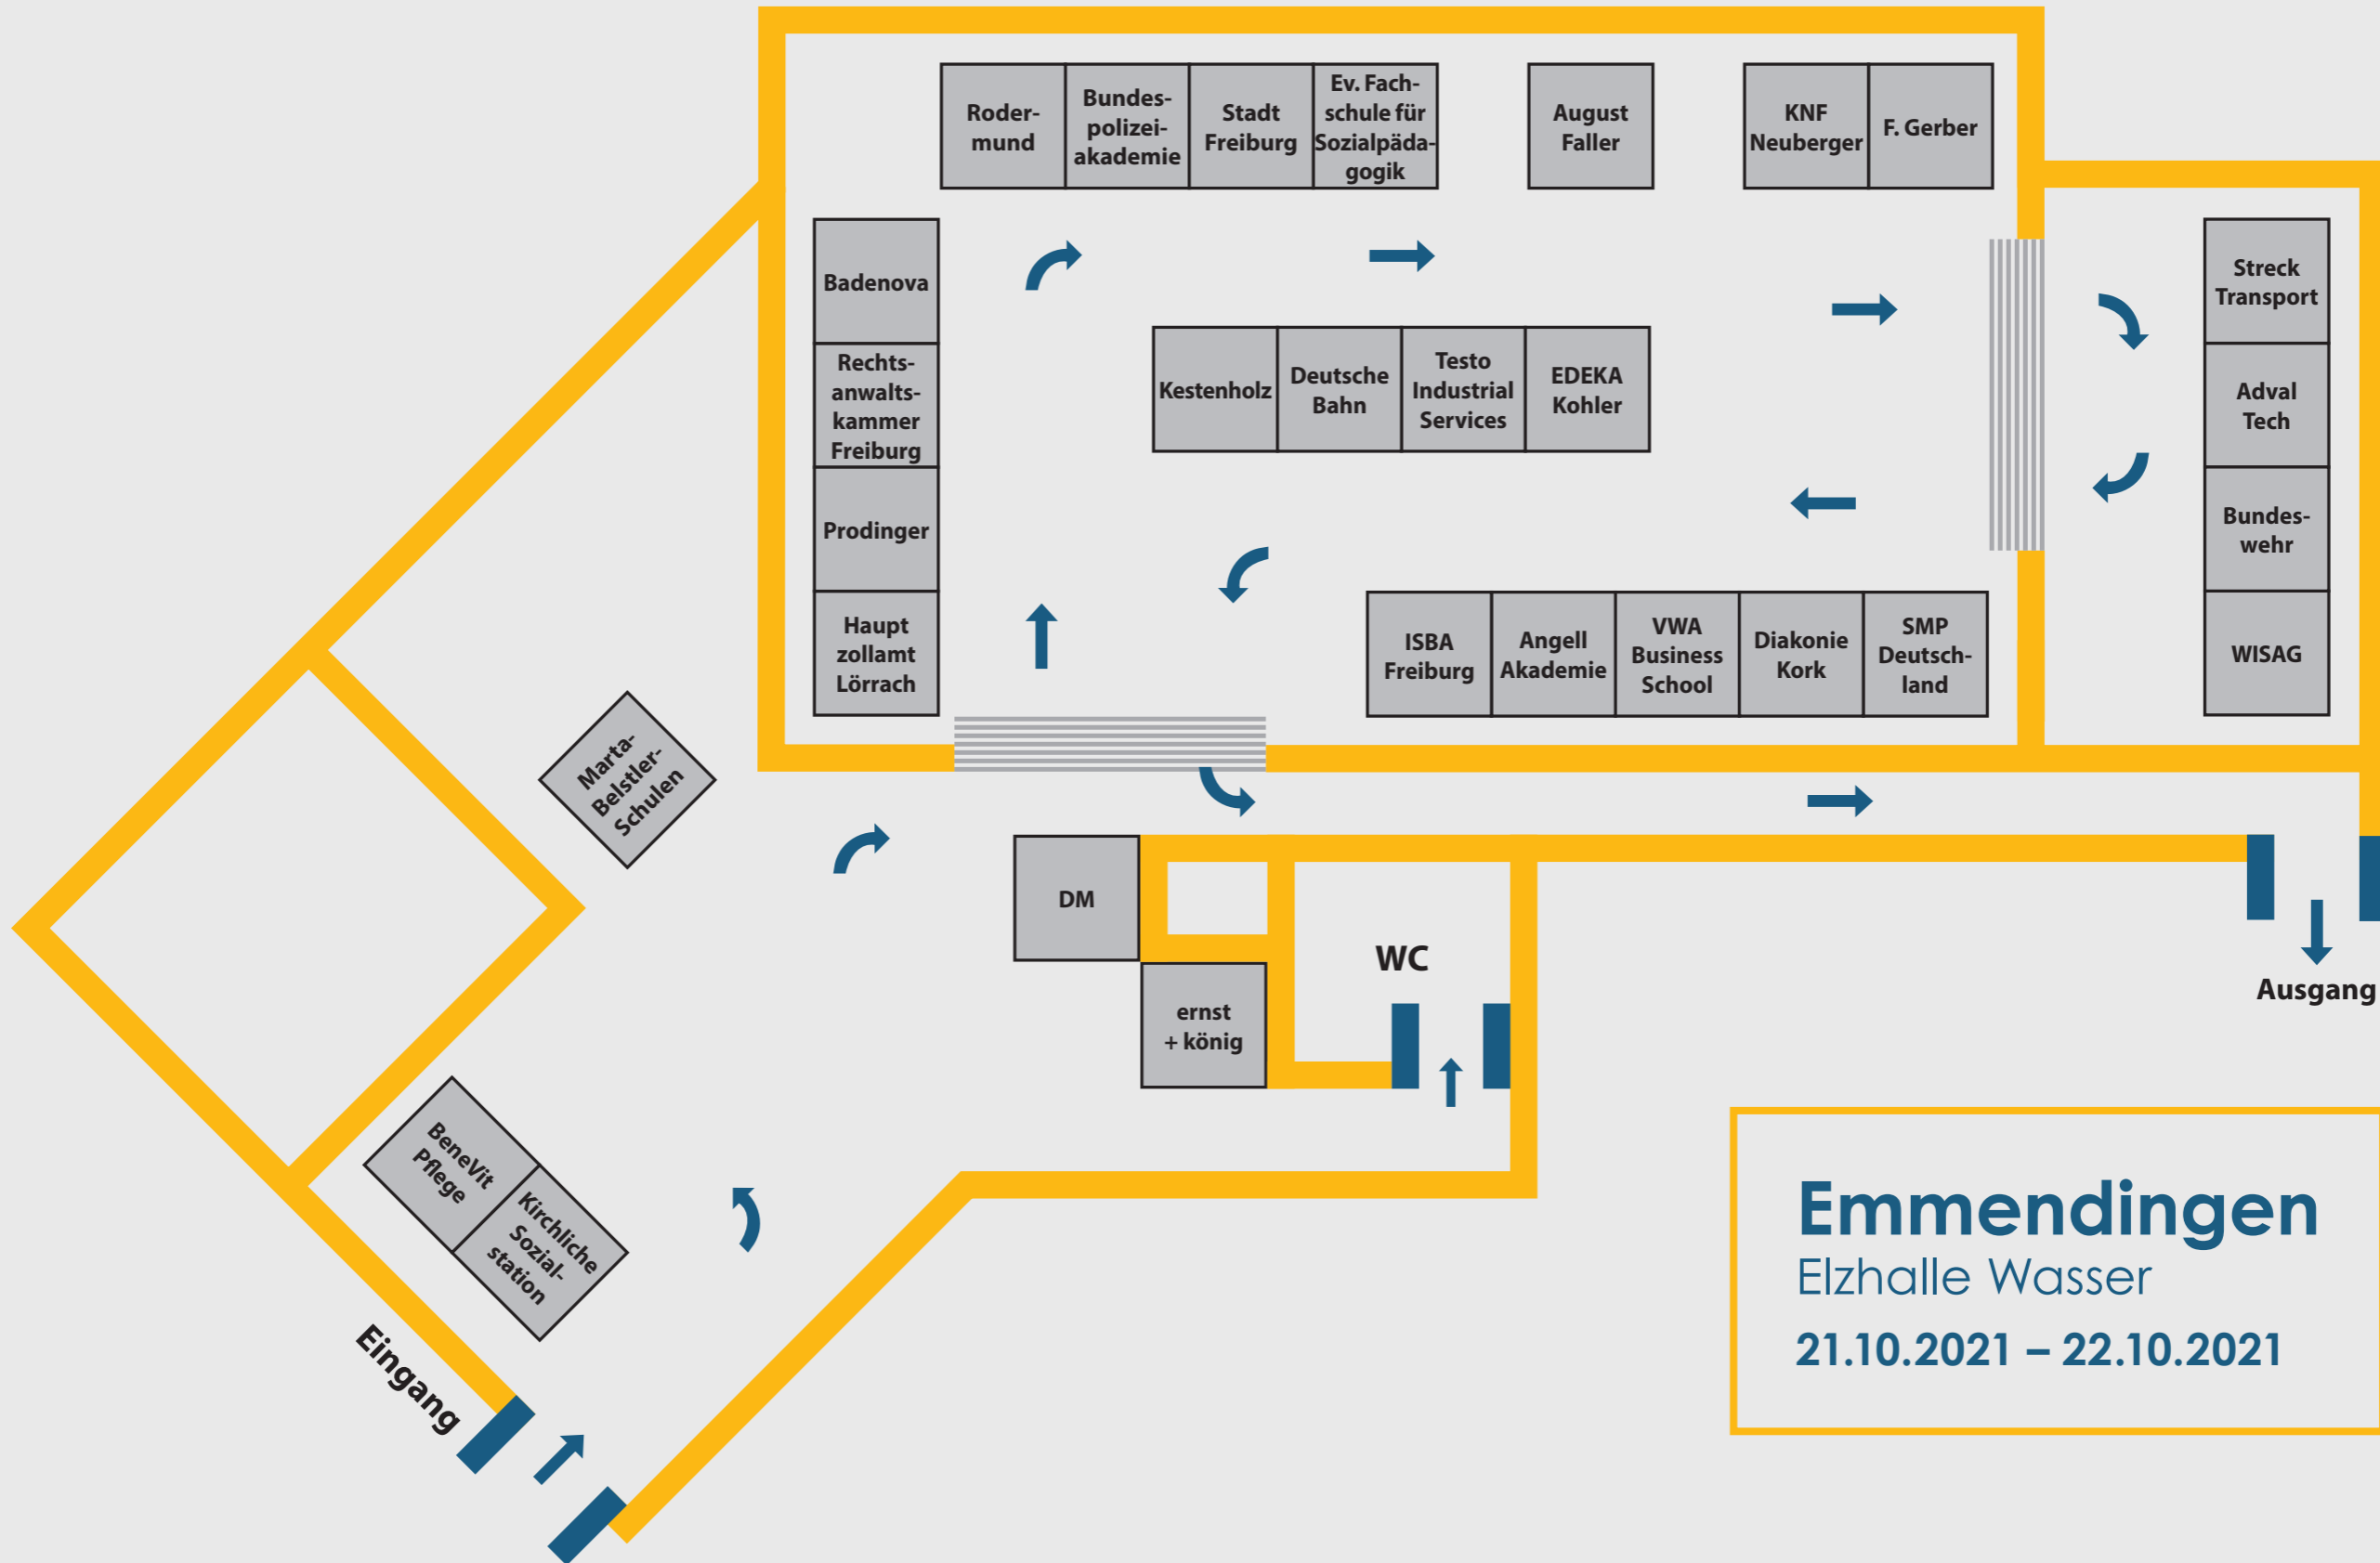 Roder-
mund
Bundes-
polizei-
akademie
Stadt
Freiburg
Ev. Fach-
schule für
Sozialpäda-
gogik
August
Faller
KNF
Neuberger
F. Gerber
Badenova
Rechts-
anwalts-
kammer
Freiburg
Prodinger
Haupt
zollamt
Lörrach
Kestenholz
Deutsche
Bahn
Testo
Industrial
Services
EDEKA
Kohler
Streck
Transport
Adval
Tech
Bundes-
wehr
WISAG
ISBA
Freiburg
Angell
Akademie
VWA
Business
School
Diakonie
Kork
SMP
Deutsch-
land
Marta-
Belstler-
Schulen
DM
ernst
+ könig
WC
Ausgang
BeneVit
Pflege
Kirchliche
Sozial-
station
Eingang
Emmendingen
Elzhalle Wasser
21.10.2021 – 22.10.2021